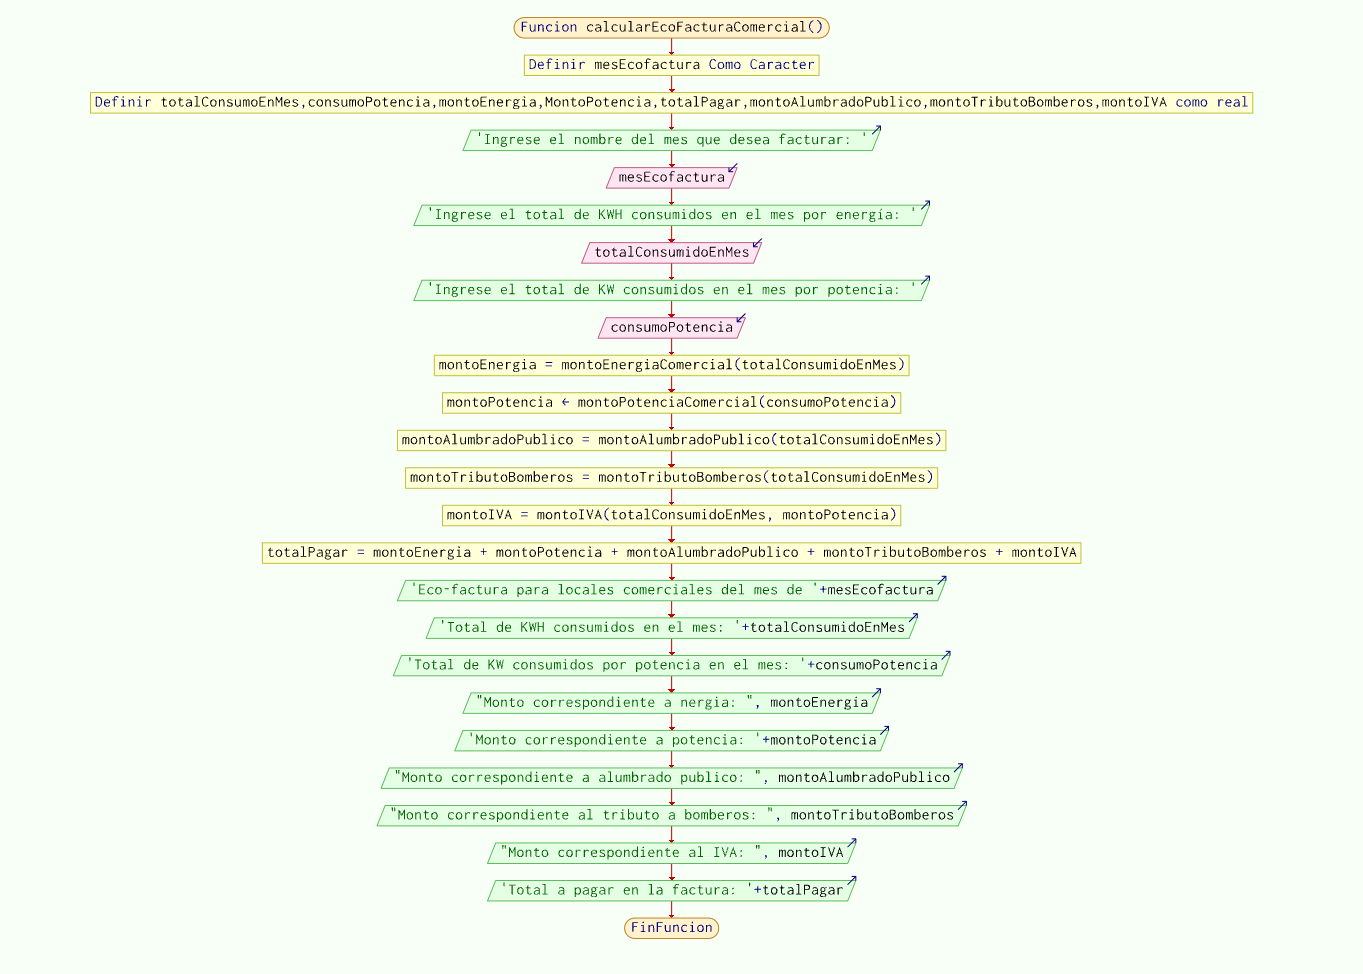 Funcion calcularEcoFacturaComercial()
Definir mesEcofactura Como Caracter
Definir totalConsumoEnMes,consumoPotencia,montoEnergia,MontoPotencia,totalPagar,montoAlumbradoPublico,montoTributoBomberos,montoIVA como real
'Ingrese el nombre del mes que desea facturar: '
mesEcofactura
'Ingrese el total de KWH consumidos en el mes por energía: '
totalConsumidoEnMes
'Ingrese el total de KW consumidos en el mes por potencia: '
consumoPotencia
montoEnergia = montoEnergiaComercial(totalConsumidoEnMes)
montoPotencia ← montoPotenciaComercial(consumoPotencia)
montoAlumbradoPublico = montoAlumbradoPublico(totalConsumidoEnMes)
montoTributoBomberos = montoTributoBomberos(totalConsumidoEnMes)
montoIVA = montoIVA(totalConsumidoEnMes, montoPotencia)
totalPagar = montoEnergia + montoPotencia + montoAlumbradoPublico + montoTributoBomberos + montoIVA
'Eco-factura para locales comerciales del mes de '+mesEcofactura
'Total de KWH consumidos en el mes: '+totalConsumidoEnMes
'Total de KW consumidos por potencia en el mes: '+consumoPotencia
"Monto correspondiente a nergia: ", montoEnergía
'Monto correspondiente a potencia: '+montoPotencia
"Monto correspondiente a alumbrado publico: ", montoAlumbradoPublico
"Monto correspondiente al tributo a bomberos: ", montoTributoBomberos
"Monto correspondiente al IVA: ", montoIVA
'Total a pagar en la factura: '+totalPagar
FinFuncion